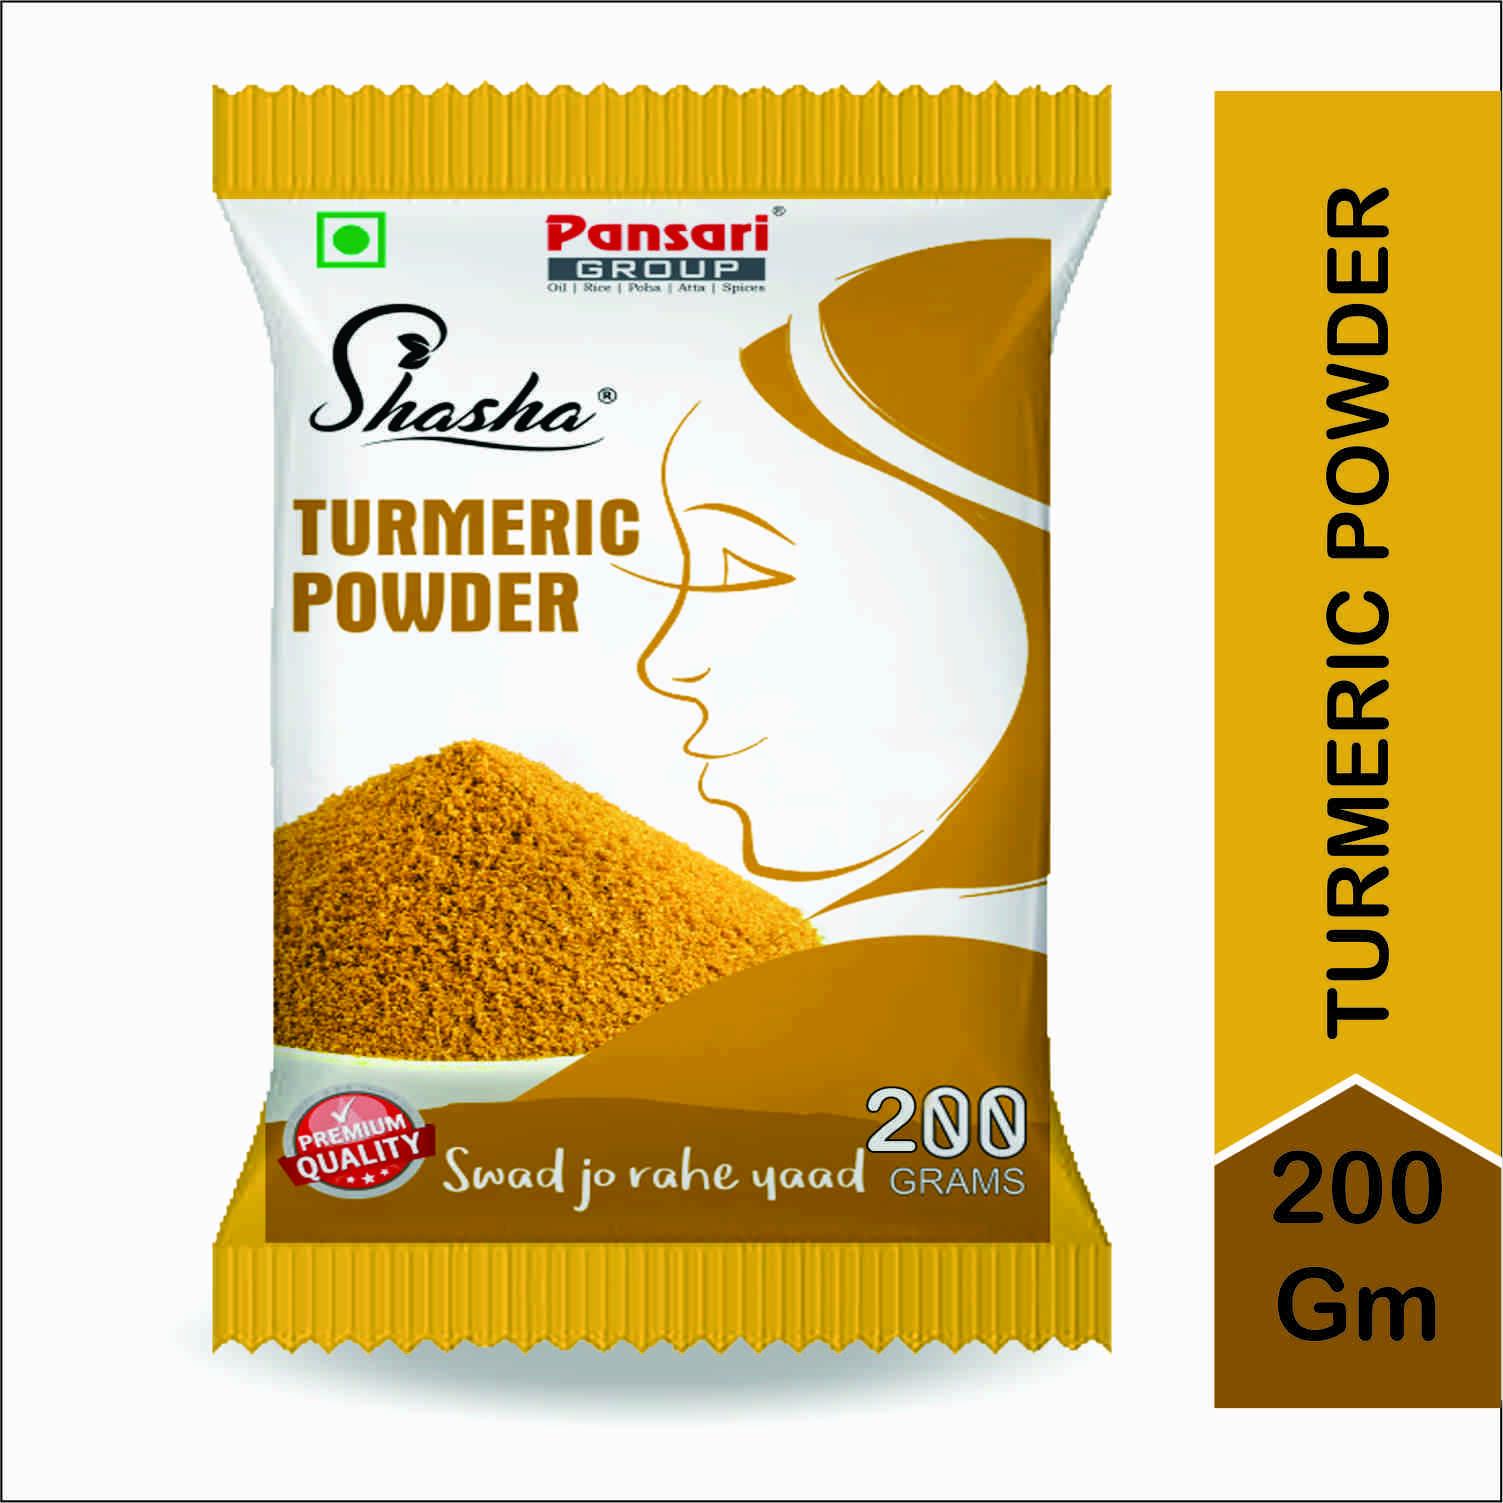 Pansari®
GROUP
Oil | Rice | Poha | Atta | Spices
Shasha®
TURMERIC
POWDER
PREMIUM
QUALITY
Swad jo rahe yaad
200
GRAMS
TURMERIC POWDER
200
Gm